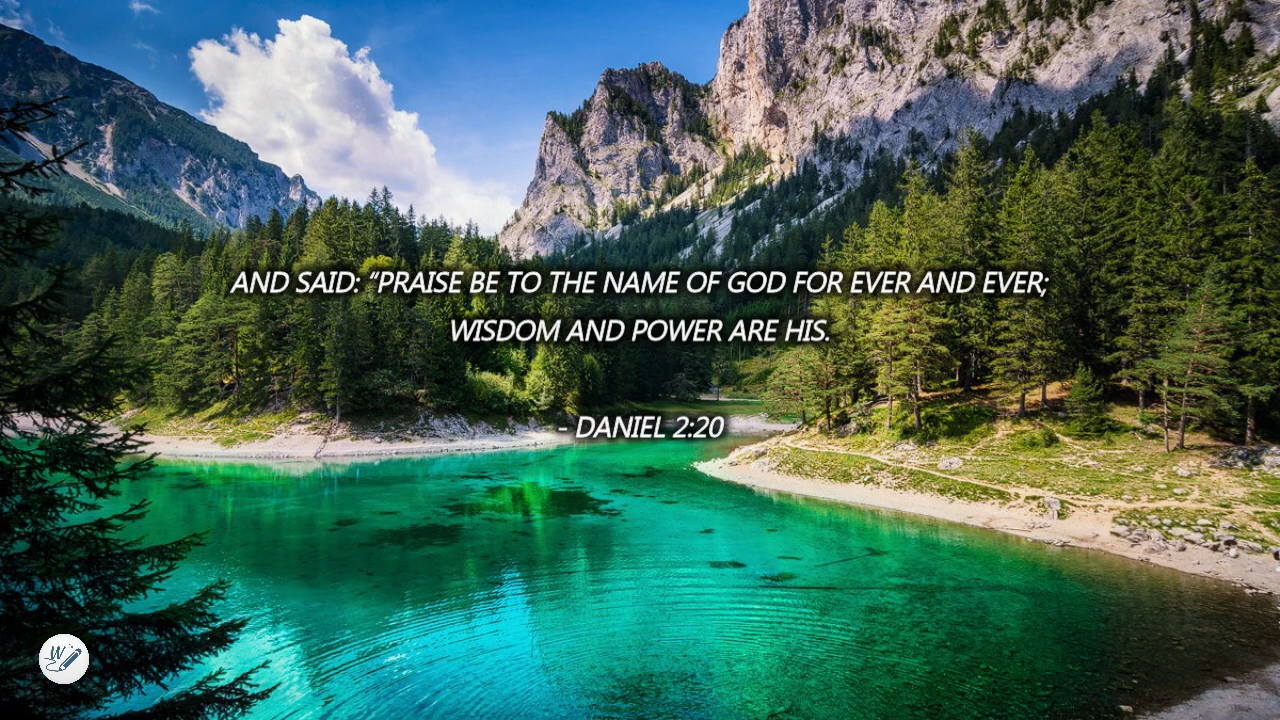 AND SAID: “PRAISE BE TO THE NAME OF GOD FOR EVER AND EVER;
WISDOM AND POWER ARE HIS.
- DANIEL 2:20
W